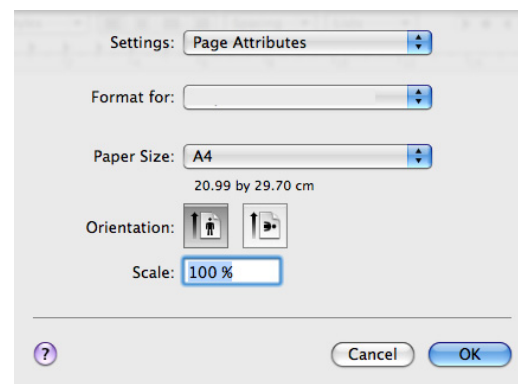 Settings: Page Attributes
Format for:
Paper Size: A4
20.99 by 29.70 cm
Orientation:
Scale: 100 %
? Cancel OK